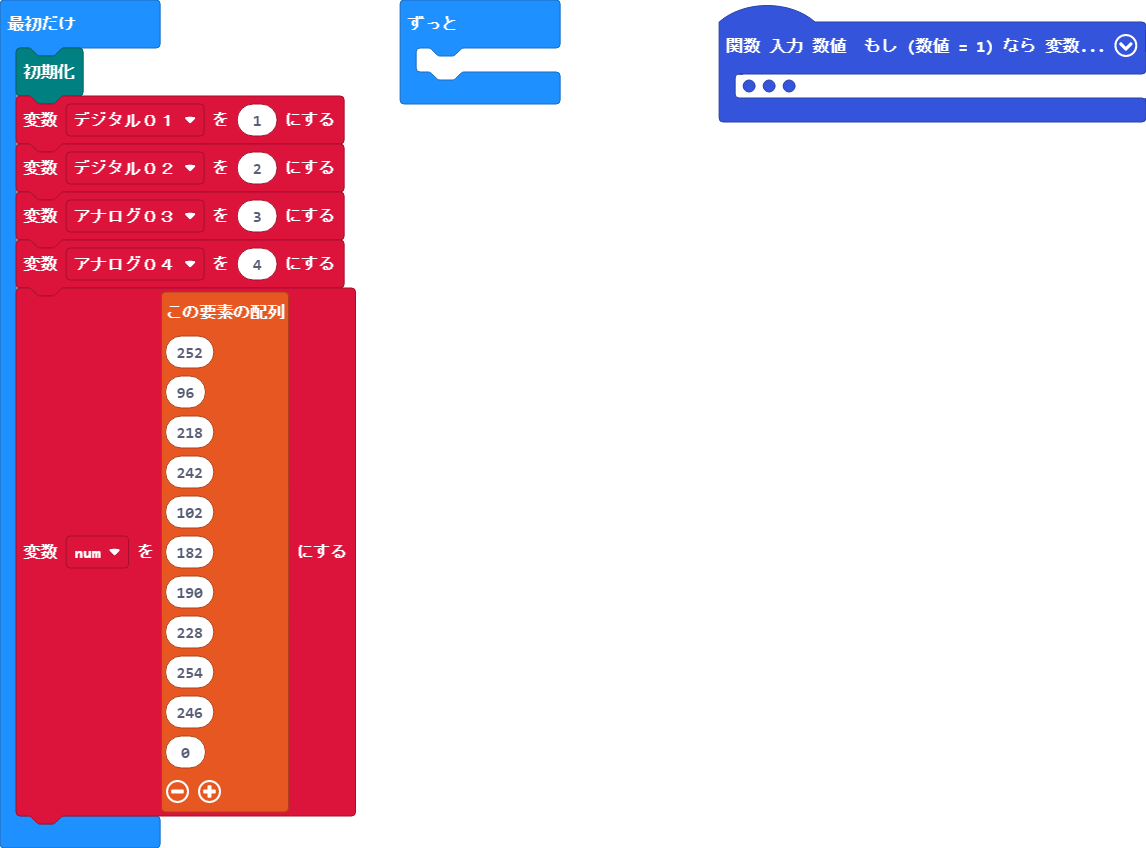 最初だけ
初期化
変数 デジタル０１ を 1 にする
変数 デジタル０２ を 2 にする
変数 アナログ０３ を 3 にする
変数 アナログ０４ を 4 にする
変数 num を この要素の配列 にする
252
96
218
242
102
182
190
228
254
246
0
ずっと
関数 入力 数値 もし (数値 = 1) なら 変数...